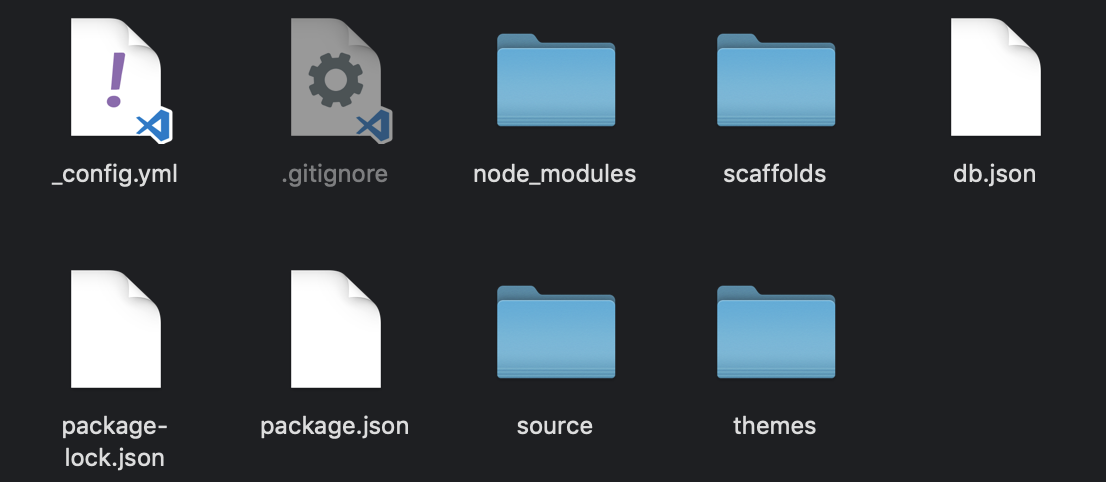 _config.yml
.gitignore
node_modules
scaffolds
db.json
package-
lock.json
package.json
source
themes